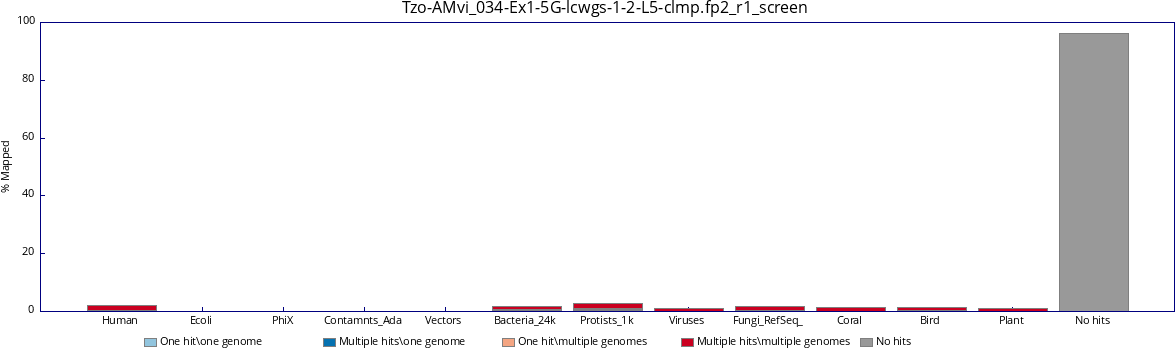 Tzo-AMvi_034-Ex1-5G-lcwgs-1-2-L5-clmp.fp2_r1_screen
100
80
60
40
20
0
% Mapped
Human Ecoli PhiX Contamnts_Ada Vectors Bacteria_24k Protists_1k Viruses Fungi_RefSeq_ Coral Bird Plant No hits
One hit\one genome Multiple hits\one genome One hit\multiple genomes Multiple hits\multiple genomes No hits